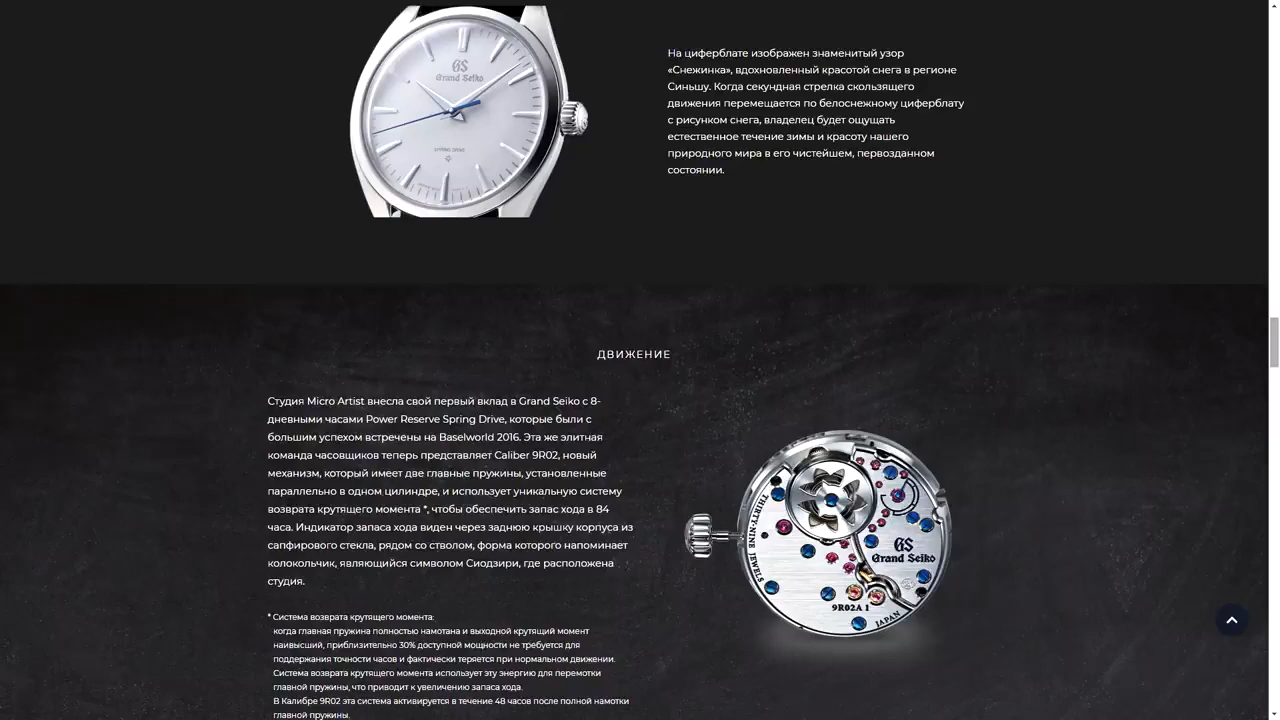 GS
Grand Seiko
SPRING DRIVE
На циферблате изображен знаменитый узор
«Снежинка», вдохновленный красотой снега в регионе
Синьшу. Когда секундная стрелка скользящего
движения перемещается по белоснежному циферблату
с рисунком снега, владелец будет ощущать
естественное течение зимы и красоту нашего
природного мира в его чистейшем, первозданном
состоянии.
ДВИЖЕНИЕ
Студия Micro Artist внесла свой первый вклад в Grand Seiko с 8-
дневными часами Power Reserve Spring Drive, которые были с
большим успехом встречены на Baselworld 2016. Эта же элитная
команда часовщиков теперь представляет Caliber 9R02, новый
механизм, который имеет две главные пружины, установленные
параллельно в одном цилиндре, и использует уникальную систему
возврата крутящего момента *, чтобы обеспечить запас хода в 84
часа. Индикатор запаса хода виден через заднюю крышку корпуса из
сапфирового стекла, рядом со стволом, форма которого напоминает
колокольчик, являющийся символом Сиодзири, где расположена
студия.
* Система возврата крутящего момента:
когда главная пружина полностью намотана и выходной крутящий момент
наивысший, приблизительно 30% доступной мощности не требуется для
поддержания точности часов и фактически теряется при нормальном движении.
Система возврата крутящего момента использует эту энергию для перемотки
главной пружины, что приводит к увеличению запаса хода.
В Калибре 9R02 эта система активируется в течение 48 часов после полной намотки
главной пружины.
THIRTY-NINE JEWELS
GS
Grand Seiko
9R02A 1
JAPAN